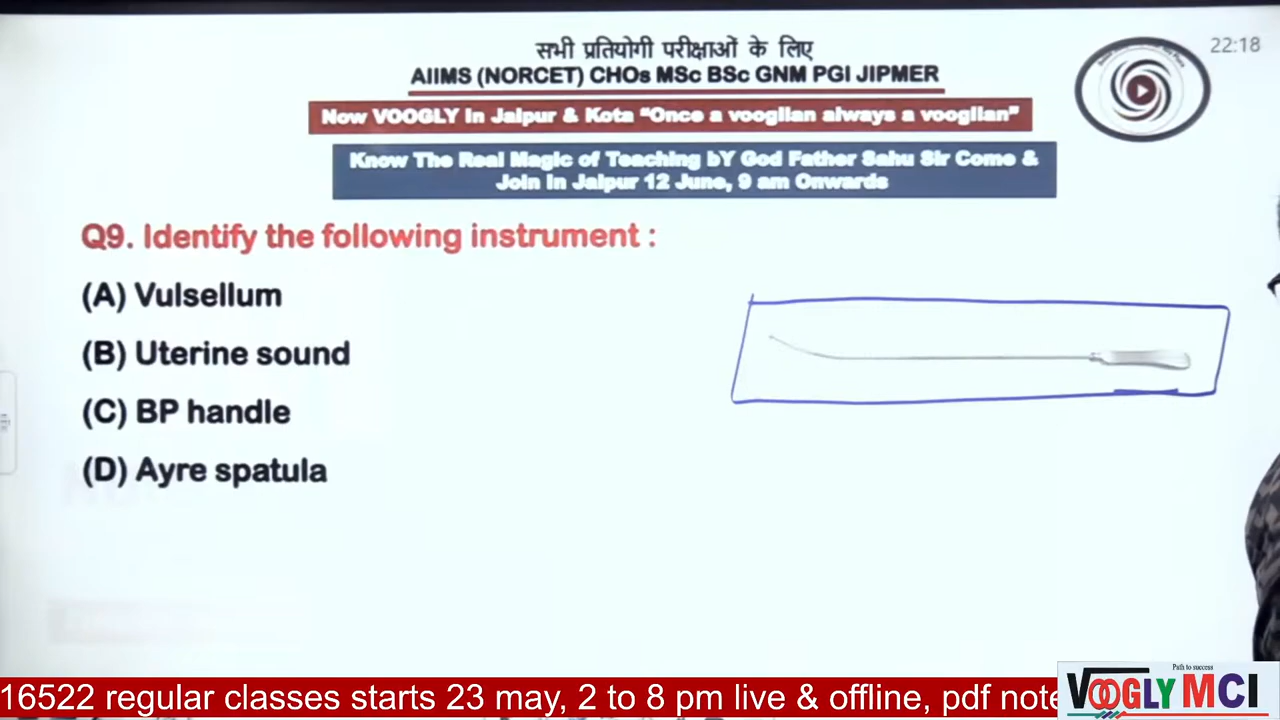 सभी प्रतियोगी परीक्षाओं के लिए
22:18
AIIMS (NORCET) CHOs MSc BSc GNM PGI JIPMER
Now VOOGLY In Jaipur & Kota “Once a vooglian always a vooglian”
Know The Real Magic of Teaching bY God Father Sahu Sir Come &
Join In Jaipur 12 June, 9 am Onwards
Q9. Identify the following instrument :
(A) Vulsellum
(B) Uterine sound
(C) BP handle
(D) Ayre spatula
Path to success
VOOGLY MCI
16522 regular classes starts 23 may, 2 to 8 pm live & offline, pdf note